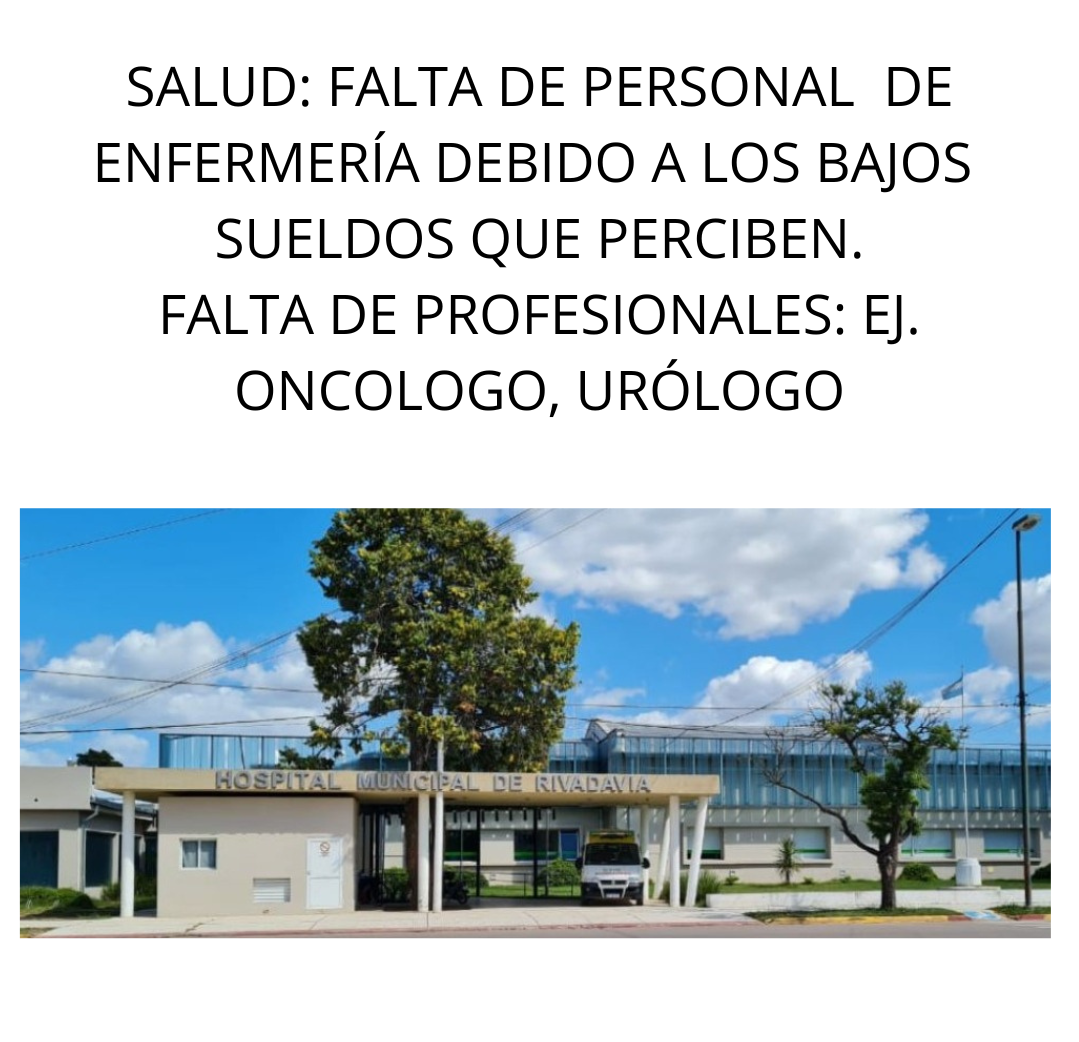 SALUD: FALTA DE PERSONAL  DE
ENFERMERÍA DEBIDO A LOS BAJOS
SUELDOS QUE PERCIBEN.
FALTA DE PROFESIONALES: EJ.
ONCOLOGO, URÓLOGO
HOSPITAL MUNICIPAL DE RIVADAVIA